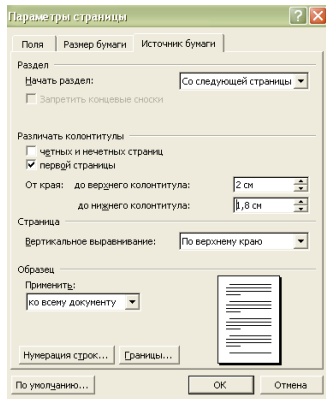 Параметры страницы
Поля Размер бумаги Источник бумаги
Раздел
Начать раздел: Со следующей страницы
Запретить концевые сноски
Различать колонтитулы
четных и нечетных страниц
первой страницы
От края: до верхнего колонтитула: 2 см
до нижнего колонтитула: 1,8 см
Страница
Вертикальное выравнивание: По верхнему краю
Образец
Применить:
ко всему документу
Нумерация строк... Границы...
По умолчанию... ОК Отмена